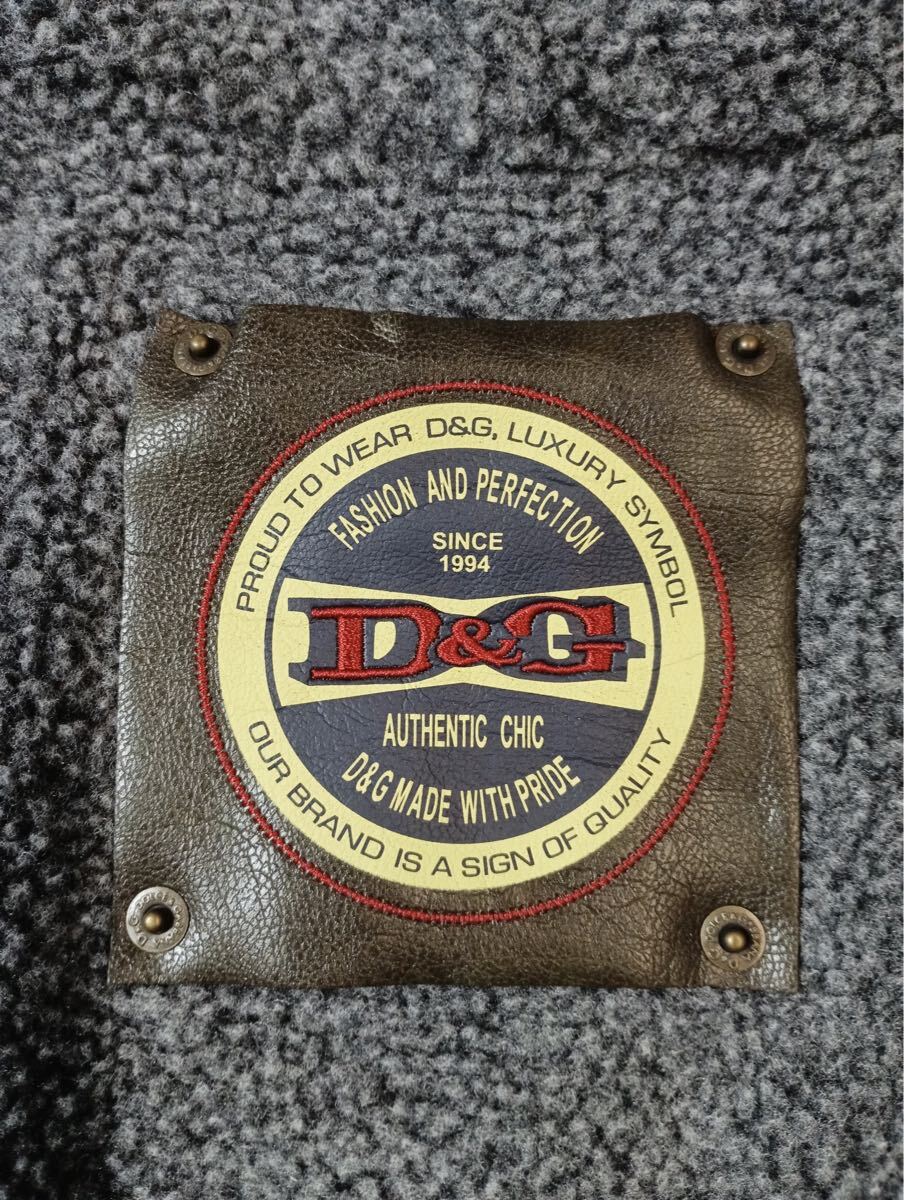 PROUD TO WEAR D&G, LUXURY SYMBOL
FASHION AND PERFECTION
SINCE
1994
D&G
AUTHENTIC CHIC
D&G MADE WITH PRIDE
OUR BRAND IS A SIGN OF QUALITY